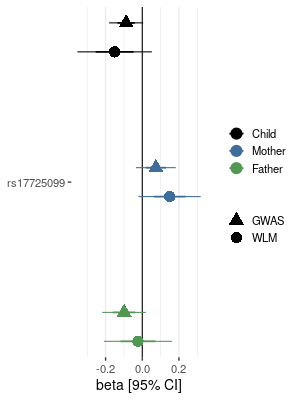 Child
Mother
Father
rs17725099
GWAS
WLM
-0.2 0.0 0.2
beta [95% CI]